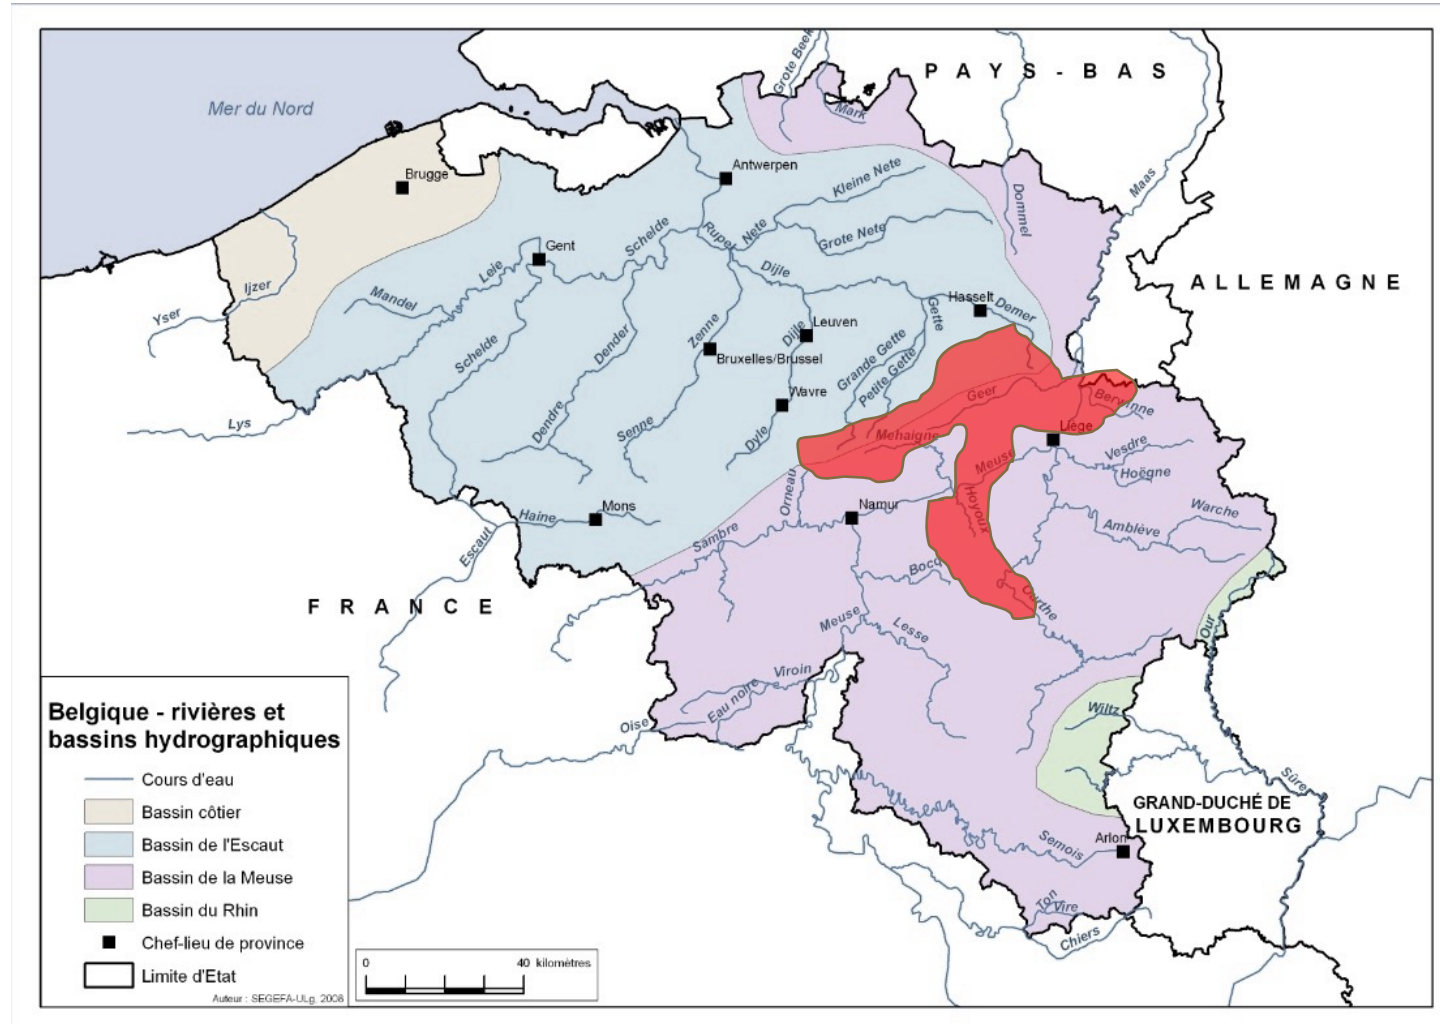 PAYS-BAS
Grote Beek
Mark
Mer du Nord
Maas
Antwerpen
Brugge
Kleine Nete
Dommel
Schelde
Rupel
Nete
Grote Nete
Gent
Leie
Dijle
ALLEMAGNE
Ijzer
Yser
Mandel
Hasselt
Demer
Gette
Zenne
Dijle
Leuven
Bruxelles/Brussel
Schelde
Dender
Grande Gette
Petite Gette
Wavre
Geer
Berwinne
Lys
Dendre
Senne
Dyle
Mehaigne
Liège
Meuse
Vesdre
Hoëgne
Orneau
Hoyoux
Mons
Haine
Namur
Warche
Amblève
Escaut
Sambre
FRANCE
Bocq
Ourthe
Meuse
Lesse
Our
Viroin
Eau noire
Oise
Wiltz
Sûre
GRAND-DUCHÉ DE
LUXEMBOURG
Semois
Arlon
Ton
Vire
Chiers
Belgique - rivières et
bassins hydrographiques
Cours d'eau
Bassin côtier
Bassin de l'Escaut
Bassin de la Meuse
Bassin du Rhin
Chef-lieu de province
Limite d'Etat
Auteur : SEGEFA-ULg, 2008
0 40 kilomètres